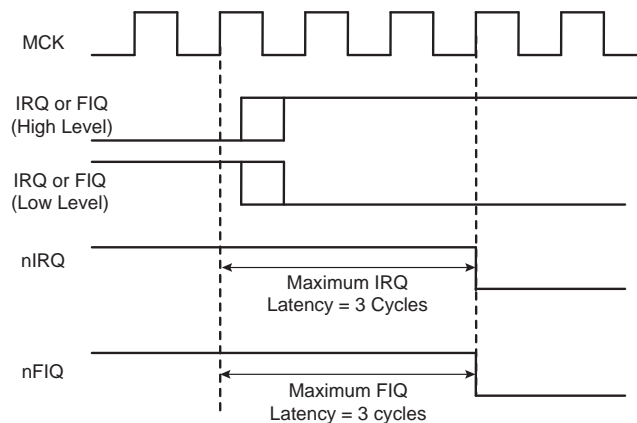 MCK
IRQ or FIQ
(High Level)
IRQ or FIQ
(Low Level)
nIRQ
Maximum IRQ
Latency = 3 Cycles
nFIQ
Maximum FIQ
Latency = 3 cycles